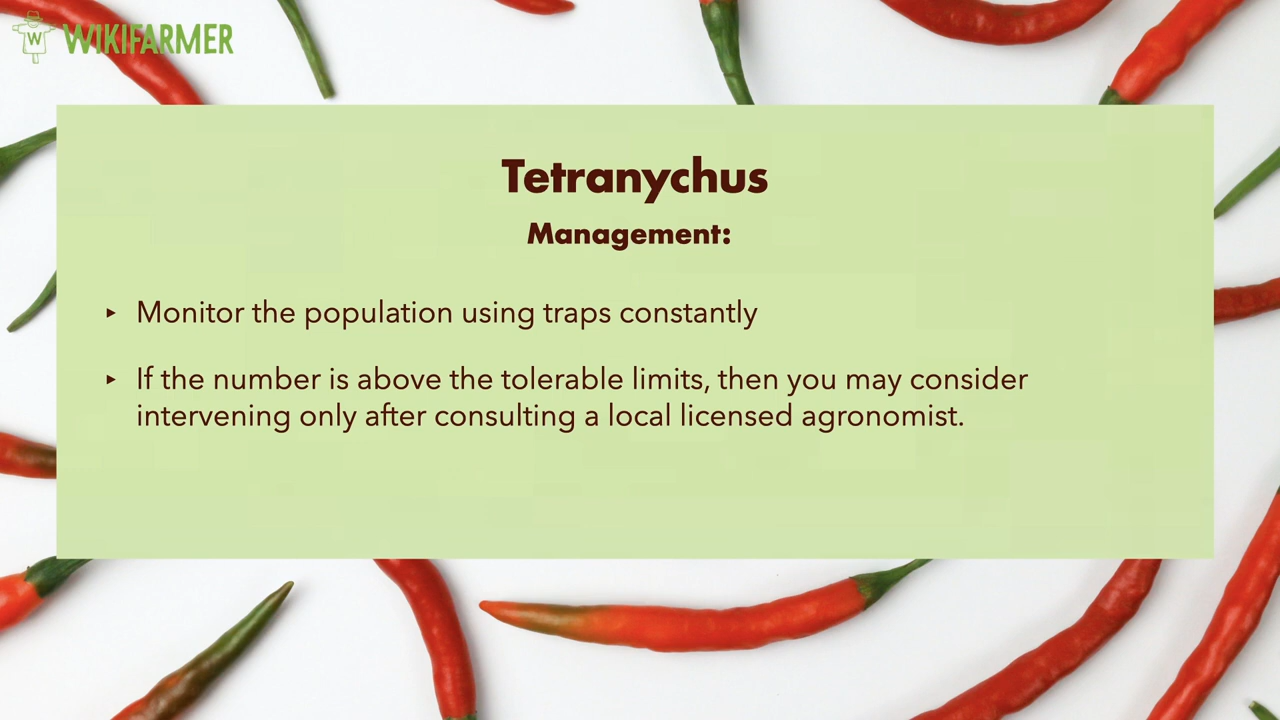 W WIKIFARMER
Tetranychus
Management:
‣ Monitor the population using traps constantly
‣ If the number is above the tolerable limits, then you may consider
intervening only after consulting a local licensed agronomist.